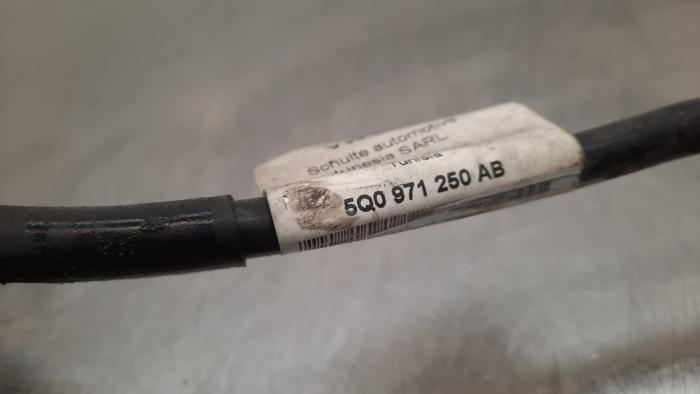 Schulte automotive
Tunesia SARL
Tunisia
5Q0 971 250 AB